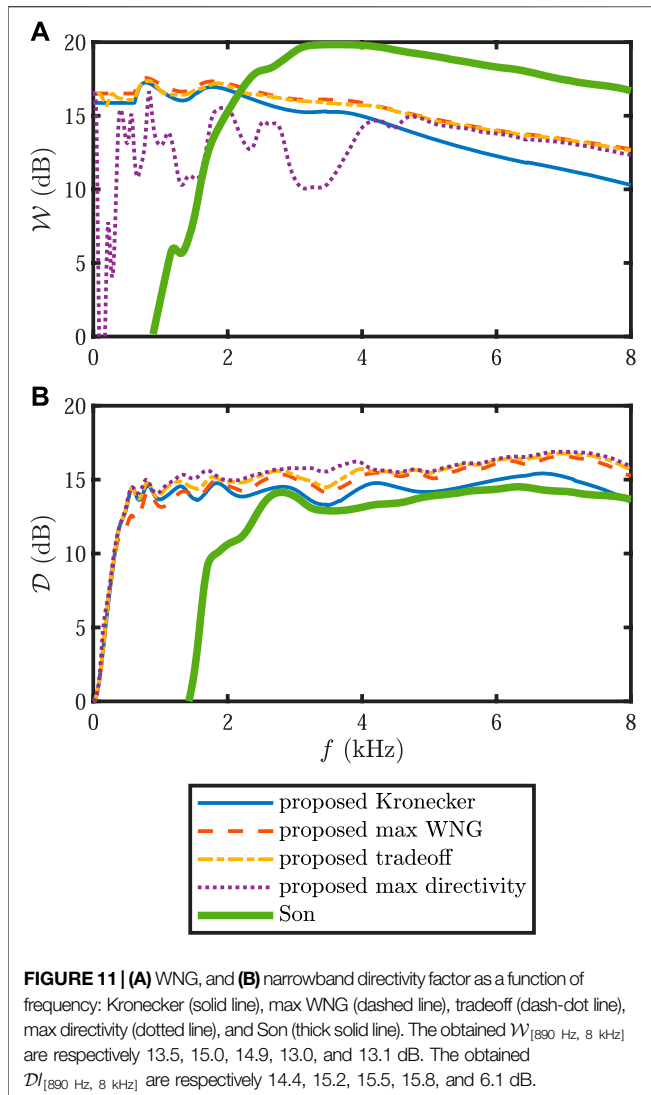 A
20
15
10
5
0
𝒲 (dB)
0 2 4 6 8
B
20
15
10
5
0
𝒟 (dB)
0 2 4 6 8
f (kHz)
proposed Kronecker
proposed max WNG
proposed tradeoff
proposed max directivity
Son
FIGURE 11 | (A) WNG, and (B) narrowband directivity factor as a function of
frequency: Kronecker (solid line), max WNG (dashed line), tradeoff (dash-dot line),
max directivity (dotted line), and Son (thick solid line). The obtained 𝒲[890 Hz, 8 kHz]
are respectively 13.5, 15.0, 14.9, 13.0, and 13.1 dB. The obtained
𝒟I[890 Hz, 8 kHz] are respectively 14.4, 15.2, 15.5, 15.8, and 6.1 dB.